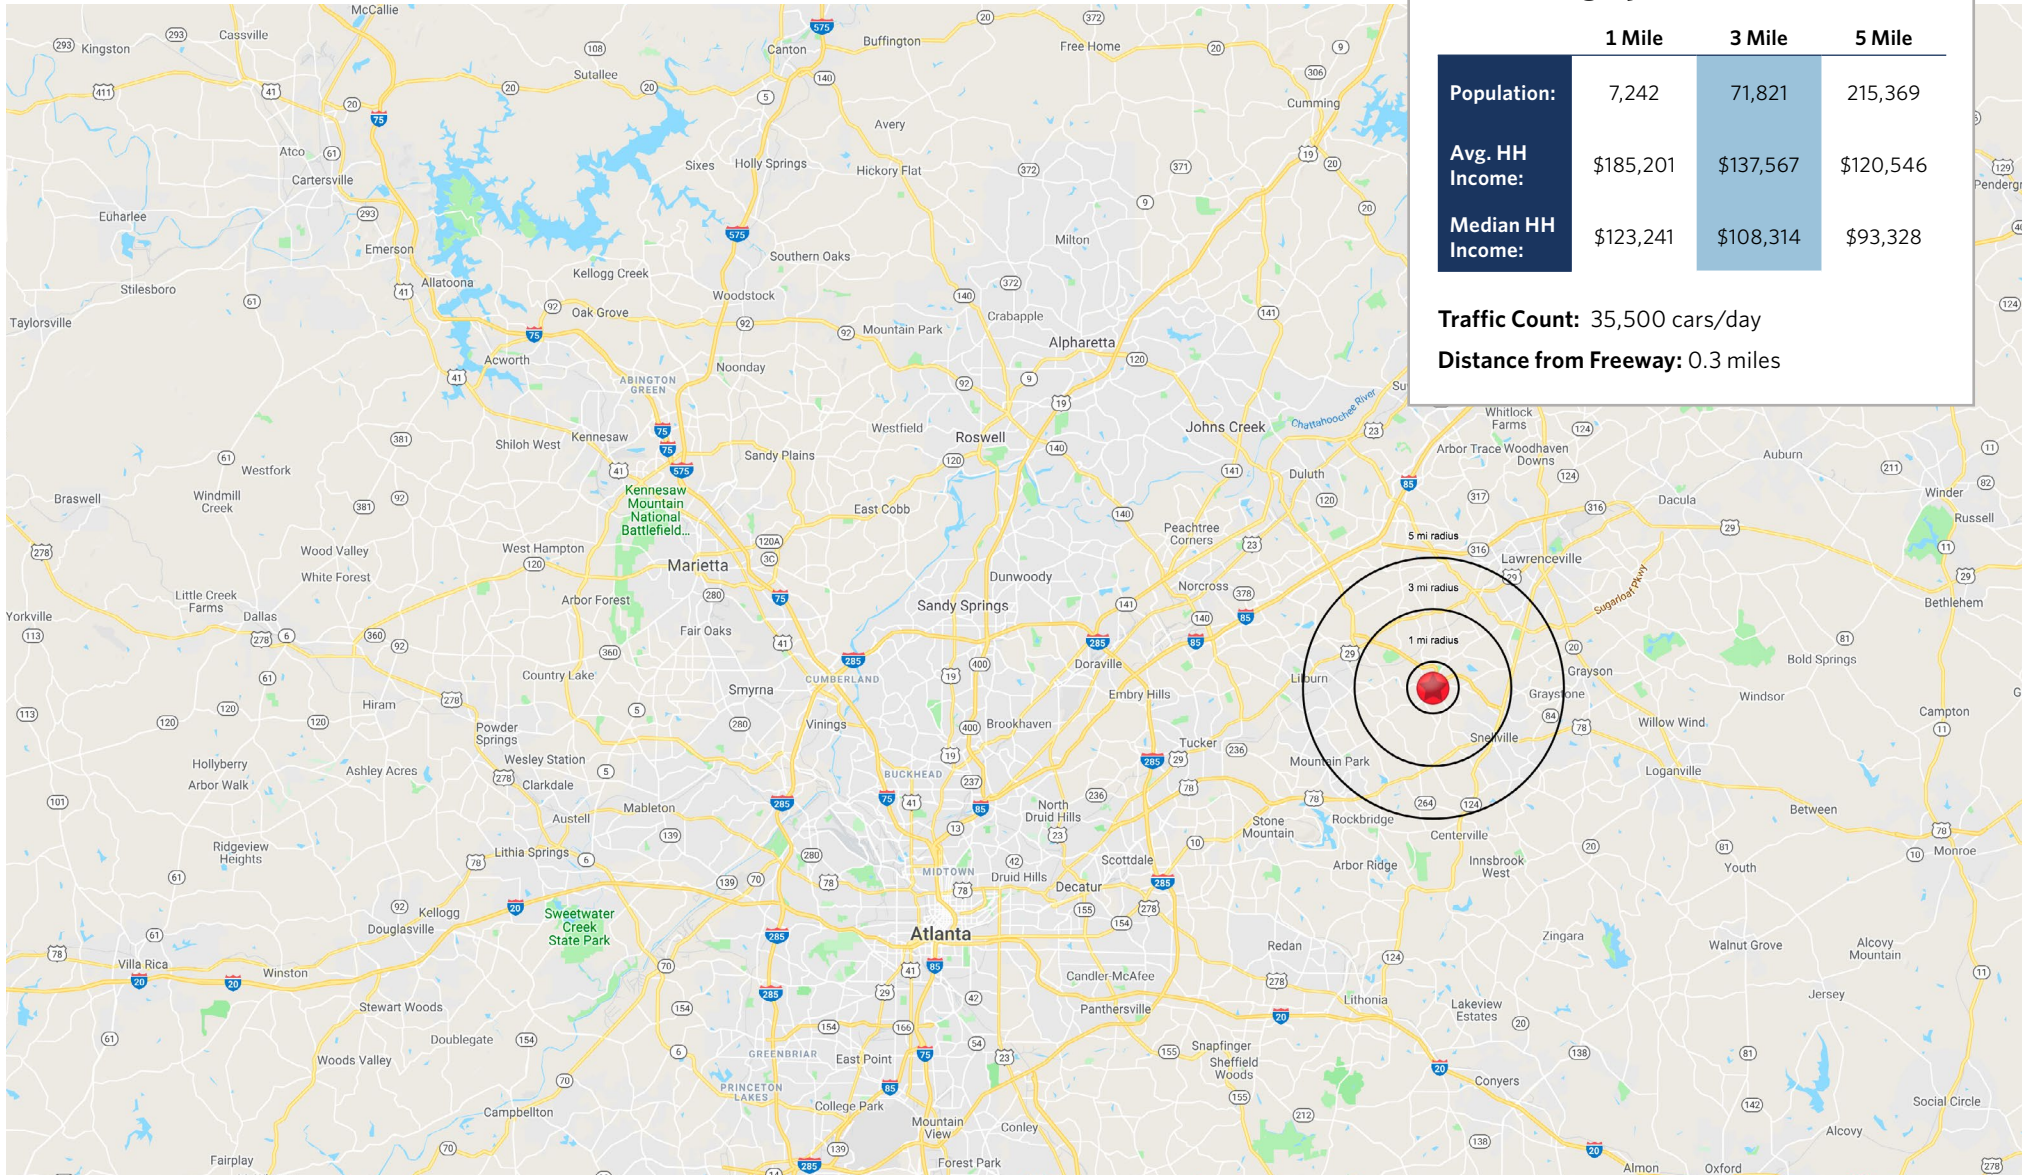 1 Mile 3 Mile 5 Mile
Population: 7,242 71,821 215,369
Avg. HH
Income: $185,201 $137,567 $120,546
Median HH
Income: $123,241 $108,314 $93,328
Traffic Count: 35,500 cars/day
Distance from Freeway: 0.3 miles
McCallie
Cassville
Kingston
Sutallee
Canton
Buffington
Free Home
Cumming
Avery
Atco
Cartersville
Sixes
Holly Springs
Hickory Flat
Euharlee
Emerson
Milton
Southern Oaks
Kellogg Creek
Allatoona
Stilesboro
Woodstock
Taylorsville
Oak Grove
Mountain Park
Crabapple
Alpharetta
Acworth
Noonday
ABINGTON
GREEN
Chattahoochee River
Whitlock
Farms
Westfield
Roswell
Johns Creek
Shiloh West
Kennesaw
Sandy Plains
Arbor Trace
Woodhaven
Downs
Auburn
Westfork
Duluth
Braswell
Windmill
Creek
Kennesaw
Mountain
National
Battlefield...
East Cobb
Dacula
Winder
Russell
Peachtree
Corners
5 mi radius
Wood Valley
West Hampton
White Forest
Marietta
Lawrenceville
Dunwoody
Norcross
3 mi radius
Sugarloaf Pkwy
Little Creek
Farms
Arbor Forest
Sandy Springs
Bethlehem
Yorkville
Dallas
Fair Oaks
1 mi radius
Doraville
Bold Springs
Country Lake
CUMBERLAND
Lilburn
Grayson
Smyrna
Embry Hills
Graystone
Windsor
Hiram
Vinings
Brookhaven
Willow Wind
Campton
Powder
Springs
Tucker
Snellville
Wesley Station
Mountain Park
Hollyberry
Ashley Acres
BUCKHEAD
Loganville
Arbor Walk
Clarkdale
Mableton
North
Druid Hills
Between
Austell
Stone
Mountain
Rockbridge
Centerville
Ridgeview
Heights
Lithia Springs
Scottdale
Arbor Ridge
Innsbrook
West
Monroe
Youth
MIDTOWN
Druid Hills
Decatur
Kellogg
Douglasville
Sweetwater
Creek
State Park
Atlanta
Redan
Zingara
Walnut Grove
Alcovy
Mountain
Villa Rica
Winston
Candler-McAfee
Stewart Woods
Panthersville
Lithonia
Lakeview
Estates
Jersey
Doublegate
Woods Valley
GREENBRIAR
East Point
Snapfinger
Sheffield
Woods
PRINCETON
LAKES
Conyers
Campbellton
College Park
Social Circle
Mountain
View
Conley
Alcovy
Fairplay
Forest Park
Almon
Oxford